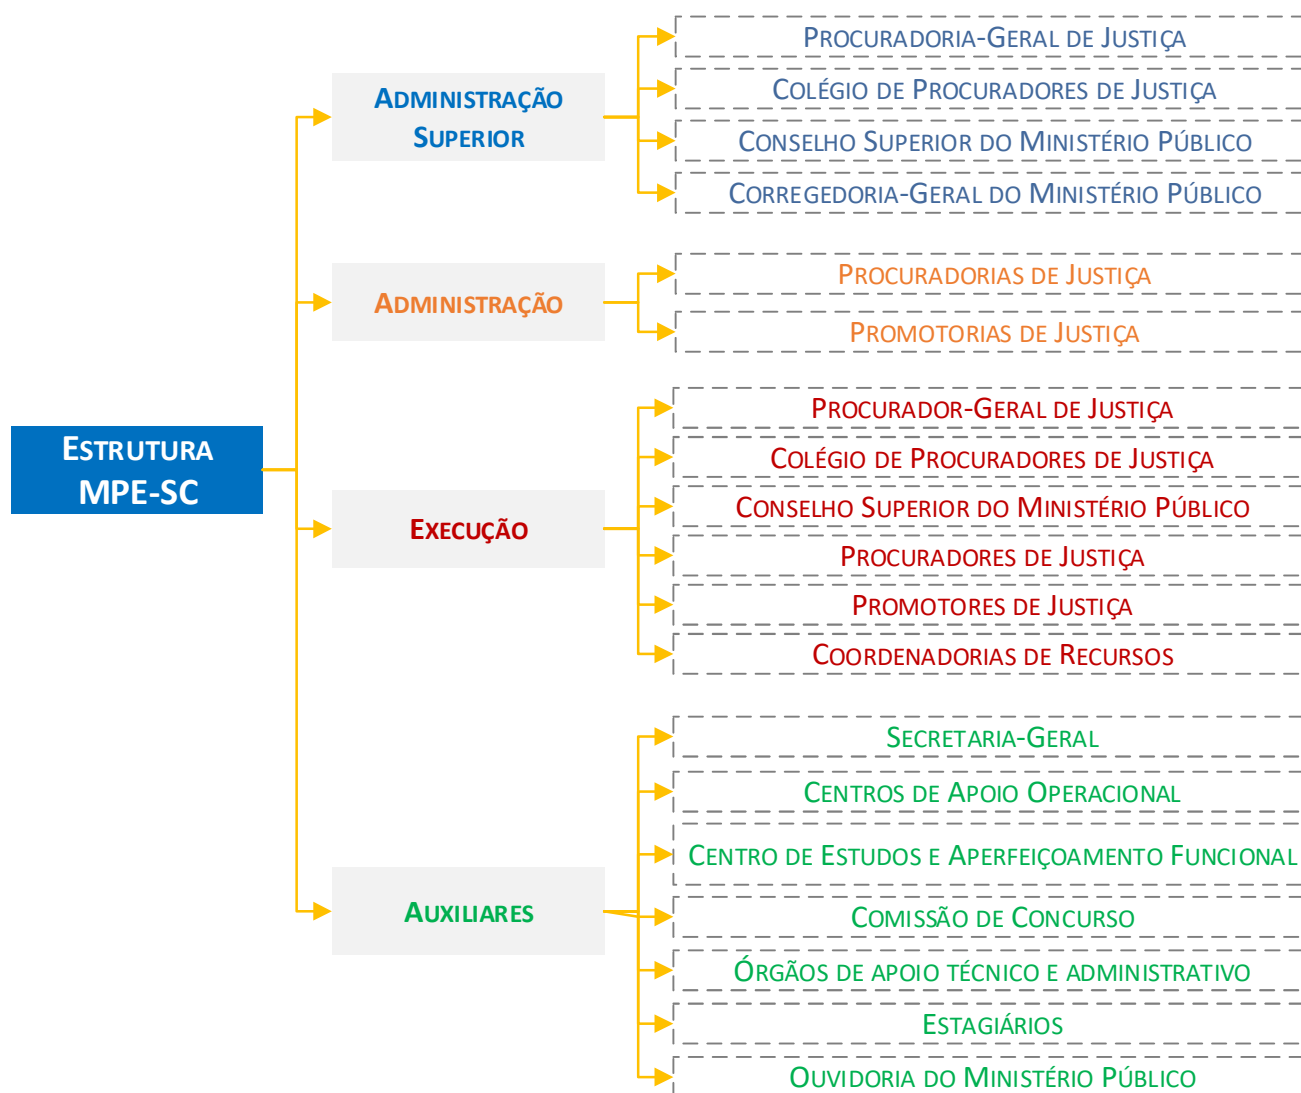 Estrutura
MPE-SC
Administração
Superior
Procuradoria-Geral de Justiça
Colégio de Procuradores de Justiça
Conselho Superior do Ministério Público
Corregedoria-Geral do Ministério Público
Administração
Procuradorias de Justiça
Promotorias de Justiça
Execução
Procurador-Geral de Justiça
Colégio de Procuradores de Justiça
Conselho Superior do Ministério Público
Procuradores de Justiça
Promotores de Justiça
Coordenadorias de Recursos
Auxiliares
Secretaria-Geral
Centros de Apoio Operacional
Centro de Estudos e Aperfeiçoamento Funcional
Comissão de Concurso
Órgãos de apoio técnico e administrativo
Estagiários
Ouvidoria do Ministério Público